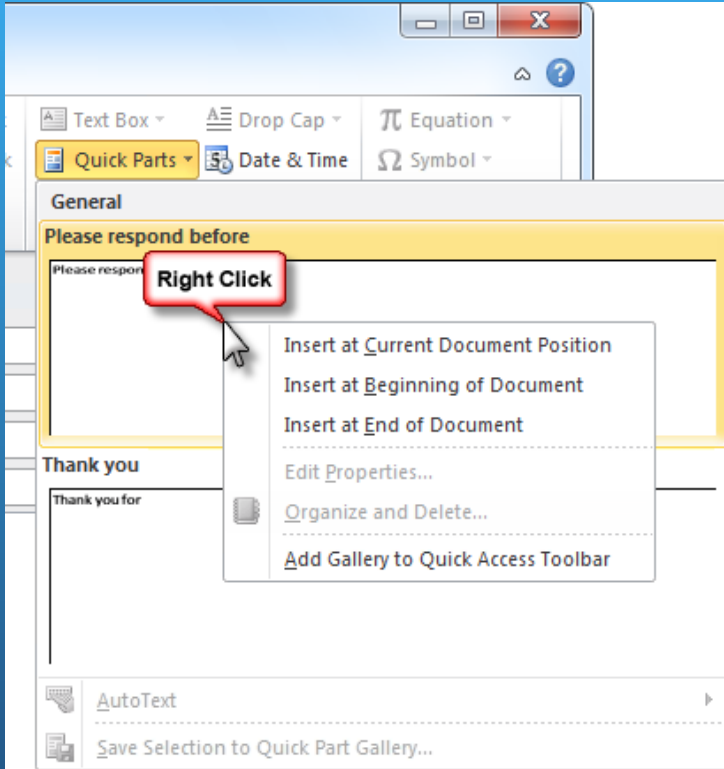 Text Box
Drop Cap
π Equation
Quick Parts
Date & Time
Ω Symbol
General
Please respond before
Please respon
Right Click
Insert at Current Document Position
Insert at Beginning of Document
Insert at End of Document
Edit Properties...
Organize and Delete...
Add Gallery to Quick Access Toolbar
Thank you
Thank you for
AutoText
Save Selection to Quick Part Gallery...